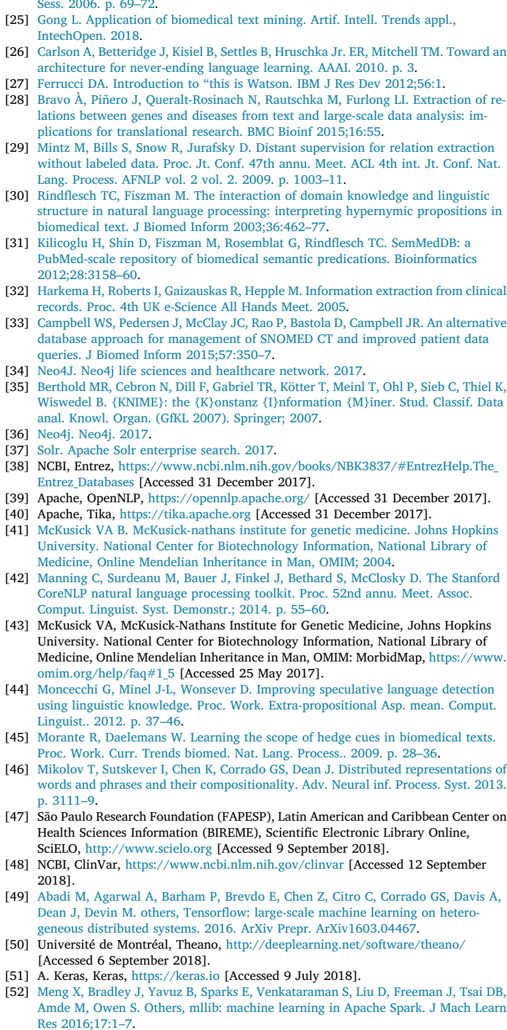 Sess. 2006. p. 69–72.
[25] Gong L. Application of biomedical text mining. Artif. Intell. Trends appl.,
IntechOpen. 2018.
[26] Carlson A, Betteridge J, Kisiel B, Settles B, Hruschka Jr. ER, Mitchell TM. Toward an
architecture for never-ending language learning. AAAI. 2010. p. 3.
[27] Ferrucci DA. Introduction to “this is Watson. IBM J Res Dev 2012;56:1.
[28] Bravo À, Piñero J, Queralt-Rosinach N, Rautschka M, Furlong LI. Extraction of re-
lations between genes and diseases from text and large-scale data analysis: im-
plications for translational research. BMC Bioinf 2015;16:55.
[29] Mintz M, Bills S, Snow R, Jurafsky D. Distant supervision for relation extraction
without labeled data. Proc. Jt. Conf. 47th annu. Meet. ACL 4th int. Jt. Conf. Nat.
Lang. Process. AFNLP vol. 2 vol. 2. 2009. p. 1003–11.
[30] Rindflesch TC, Fiszman M. The interaction of domain knowledge and linguistic
structure in natural language processing: interpreting hypernymic propositions in
biomedical text. J Biomed Inform 2003;36:462–77.
[31] Kilicoglu H, Shin D, Fiszman M, Rosemblat G, Rindflesch TC. SemMedDB: a
PubMed-scale repository of biomedical semantic predications. Bioinformatics
2012;28:3158–60.
[32] Harkema H, Roberts I, Gaizauskas R, Hepple M. Information extraction from clinical
records. Proc. 4th UK e-Science All Hands Meet. 2005.
[33] Campbell WS, Pedersen J, McClay JC, Rao P, Bastola D, Campbell JR. An alternative
database approach for management of SNOMED CT and improved patient data
queries. J Biomed Inform 2015;57:350–7.
[34] Neo4J. Neo4j life sciences and healthcare network. 2017.
[35] Berthold MR, Cebron N, Dill F, Gabriel TR, Kötter T, Meinl T, Ohl P, Sieb C, Thiel K,
Wiswedel B. {KNIME}: the {K}onstanz {I}nformation {M}iner. Stud. Classif. Data
anal. Knowl. Organ. (GfKL 2007). Springer; 2007.
[36] Neo4j. Neo4j. 2017.
[37] Solr. Apache Solr enterprise search. 2017.
[38] NCBI, Entrez, https://www.ncbi.nlm.nih.gov/books/NBK3837/#EntrezHelp.The_
Entrez_Databases [Accessed 31 December 2017].
[39] Apache, OpenNLP, https://opennlp.apache.org/ [Accessed 31 December 2017].
[40] Apache, Tika, https://tika.apache.org [Accessed 31 December 2017].
[41] McKusick VA B. McKusick-nathans institute for genetic medicine. Johns Hopkins
University. National Center for Biotechnology Information, National Library of
Medicine, Online Mendelian Inheritance in Man, OMIM; 2004.
[42] Manning C, Surdeanu M, Bauer J, Finkel J, Bethard S, McClosky D. The Stanford
CoreNLP natural language processing toolkit. Proc. 52nd annu. Meet. Assoc.
Comput. Linguist. Syst. Demonstr.; 2014. p. 55–60.
[43] McKusick VA, McKusick-Nathans Institute for Genetic Medicine, Johns Hopkins
University. National Center for Biotechnology Information, National Library of
Medicine, Online Mendelian Inheritance in Man, OMIM: MorbidMap, https://www.
omim.org/help/faq#1_5 [Accessed 25 May 2017].
[44] Moncecchi G, Minel J-L, Wonsever D. Improving speculative language detection
using linguistic knowledge. Proc. Work. Extra-propositional Asp. mean. Comput.
Linguist.. 2012. p. 37–46.
[45] Morante R, Daelemans W. Learning the scope of hedge cues in biomedical texts.
Proc. Work. Curr. Trends biomed. Nat. Lang. Process.. 2009. p. 28–36.
[46] Mikolov T, Sutskever I, Chen K, Corrado GS, Dean J. Distributed representations of
words and phrases and their compositionality. Adv. Neural inf. Process. Syst. 2013.
p. 3111–9.
[47] São Paulo Research Foundation (FAPESP), Latin American and Caribbean Center on
Health Sciences Information (BIREME), Scientific Electronic Library Online,
SciELO, http://www.scielo.org [Accessed 9 September 2018].
[48] NCBI, ClinVar, https://www.ncbi.nlm.nih.gov/clinvar [Accessed 12 September
2018].
[49] Abadi M, Agarwal A, Barham P, Brevdo E, Chen Z, Citro C, Corrado GS, Davis A,
Dean J, Devin M. others, Tensorflow: large-scale machine learning on hetero-
geneous distributed systems. 2016. ArXiv Prepr. ArXiv1603.04467.
[50] Université de Montréal, Theano, http://deeplearning.net/software/theano/
[Accessed 6 September 2018].
[51] A. Keras, Keras, https://keras.io [Accessed 9 July 2018].
[52] Meng X, Bradley J, Yavuz B, Sparks E, Venkataraman S, Liu D, Freeman J, Tsai DB,
Amde M, Owen S. Others, mllib: machine learning in Apache Spark. J Mach Learn
Res 2016;17:1–7.